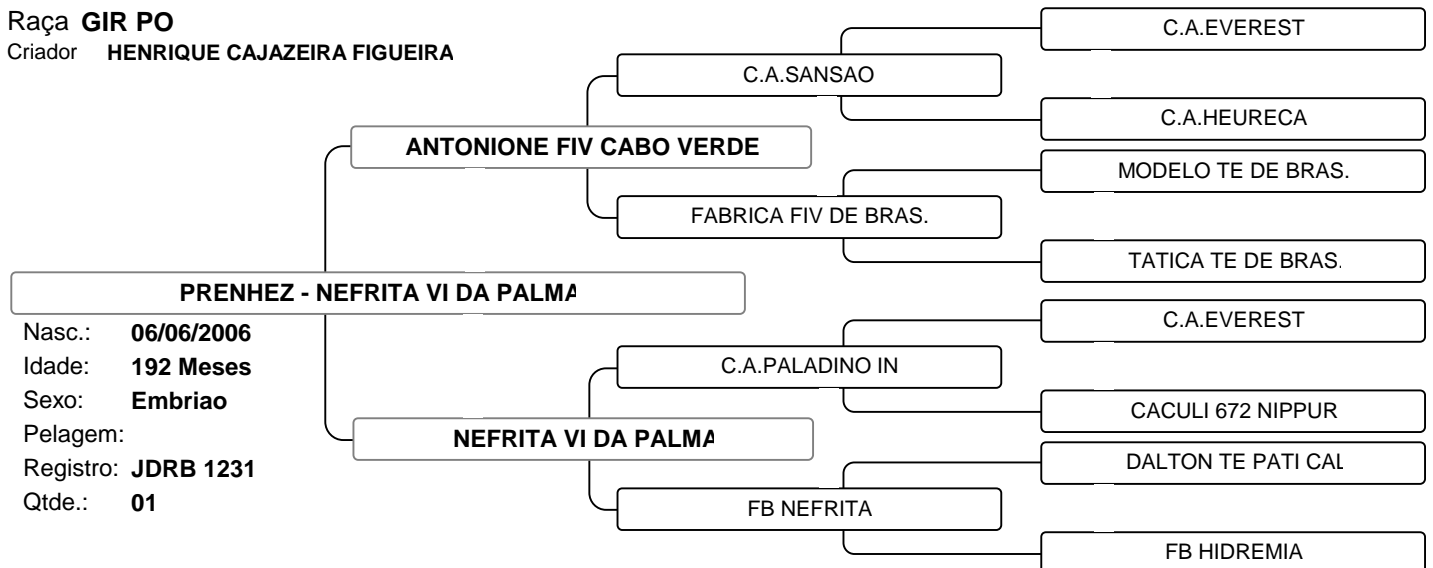 Raça GIR PO
Criador HENRIQUE CAJAZEIRA FIGUEIRA
C.A.EVEREST
C.A.SANSAO
C.A.HEURECA
ANTONIONE FIV CABO VERDE
MODELO TE DE BRAS.
FABRICA FIV DE BRAS.
TATICA TE DE BRAS.
PRENHEZ - NEFRITA VI DA PALMA
Nasc.: 06/06/2006
Idade: 192 Meses
Sexo: Embriao
Pelagem:
Registro: JDRB 1231
Qtde.: 01
C.A.EVEREST
C.A.PALADINO IN
CACULI 672 NIPPUR
NEFRITA VI DA PALMA
DALTON TE PATI CAL
FB NEFRITA
FB HIDREMIA